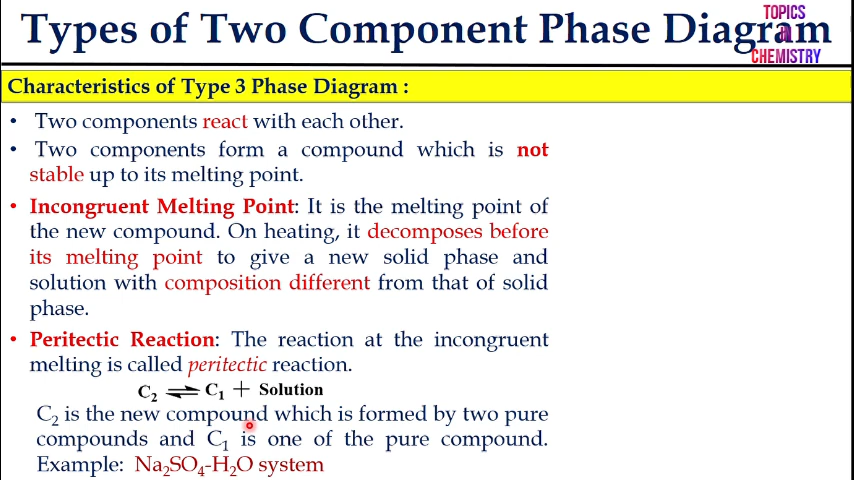 Types of Two Component Phase Diagram
TOPICS
IN
CHEMISTRY
Characteristics of Type 3 Phase Diagram :
• Two components react with each other.
• Two components form a compound which is not
stable up to its melting point.
• Incongruent Melting Point: It is the melting point of
the new compound. On heating, it decomposes before
its melting point to give a new solid phase and
solution with composition different from that of solid
phase.
• Peritectic Reaction: The reaction at the incongruent
melting is called peritectic reaction.
C₂ ⇌ C₁ + Solution
C₂ is the new compound which is formed by two pure
compounds and C₁ is one of the pure compound.
Example: Na₂SO₄-H₂O system